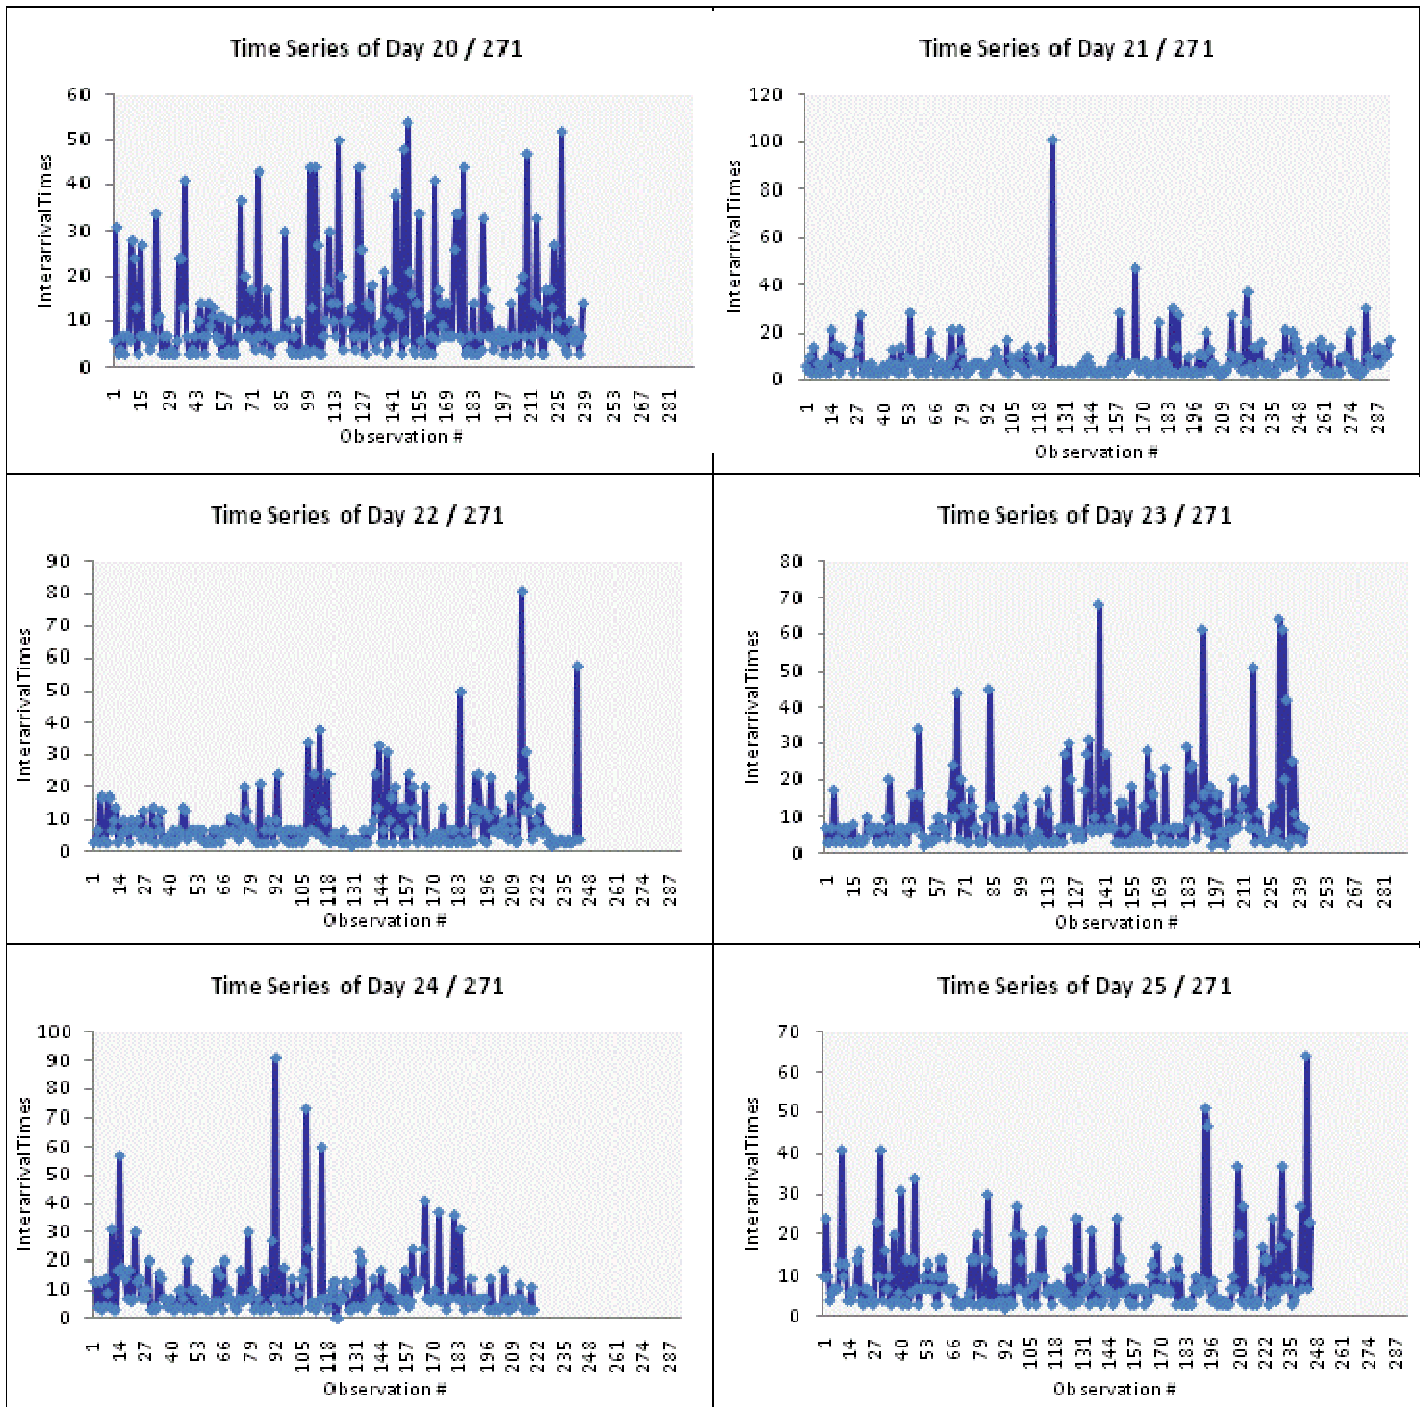 Time Series of Day 20 / 271
InterarrivalTimes
60
50
40
30
20
10
0
1 15 29 43 57 71 85 99 113 127 141 155 169 183 197 211 225 239 253 267 281
Observation #
Time Series of Day 21 / 271
InterarrivalTimes
120
100
80
60
40
20
0
1 14 27 40 53 66 79 92 105 118 131 144 157 170 183 196 209 222 235 248 261 274 287
Observation #
Time Series of Day 22 / 271
InterarrivalTimes
90
80
70
60
50
40
30
20
10
0
1 14 27 40 53 66 79 92 105 118 131 144 157 170 183 196 209 222 235 248 261 274 287
Observation #
Time Series of Day 23 / 271
InterarrivalTimes
80
70
60
50
40
30
20
10
0
1 15 29 43 57 71 85 99 113 127 141 155 169 183 197 211 225 239 253 267 281
Observation #
Time Series of Day 24 / 271
InterarrivalTimes
100
90
80
70
60
50
40
30
20
10
0
1 14 27 40 53 66 79 92 105 118 131 144 157 170 183 196 209 222 235 248 261 274 287
Observation #
Time Series of Day 25 / 271
InterarrivalTimes
70
60
50
40
30
20
10
0
1 14 27 40 53 66 79 92 105 118 131 144 157 170 183 196 209 222 235 248 261 274 287
Observation #